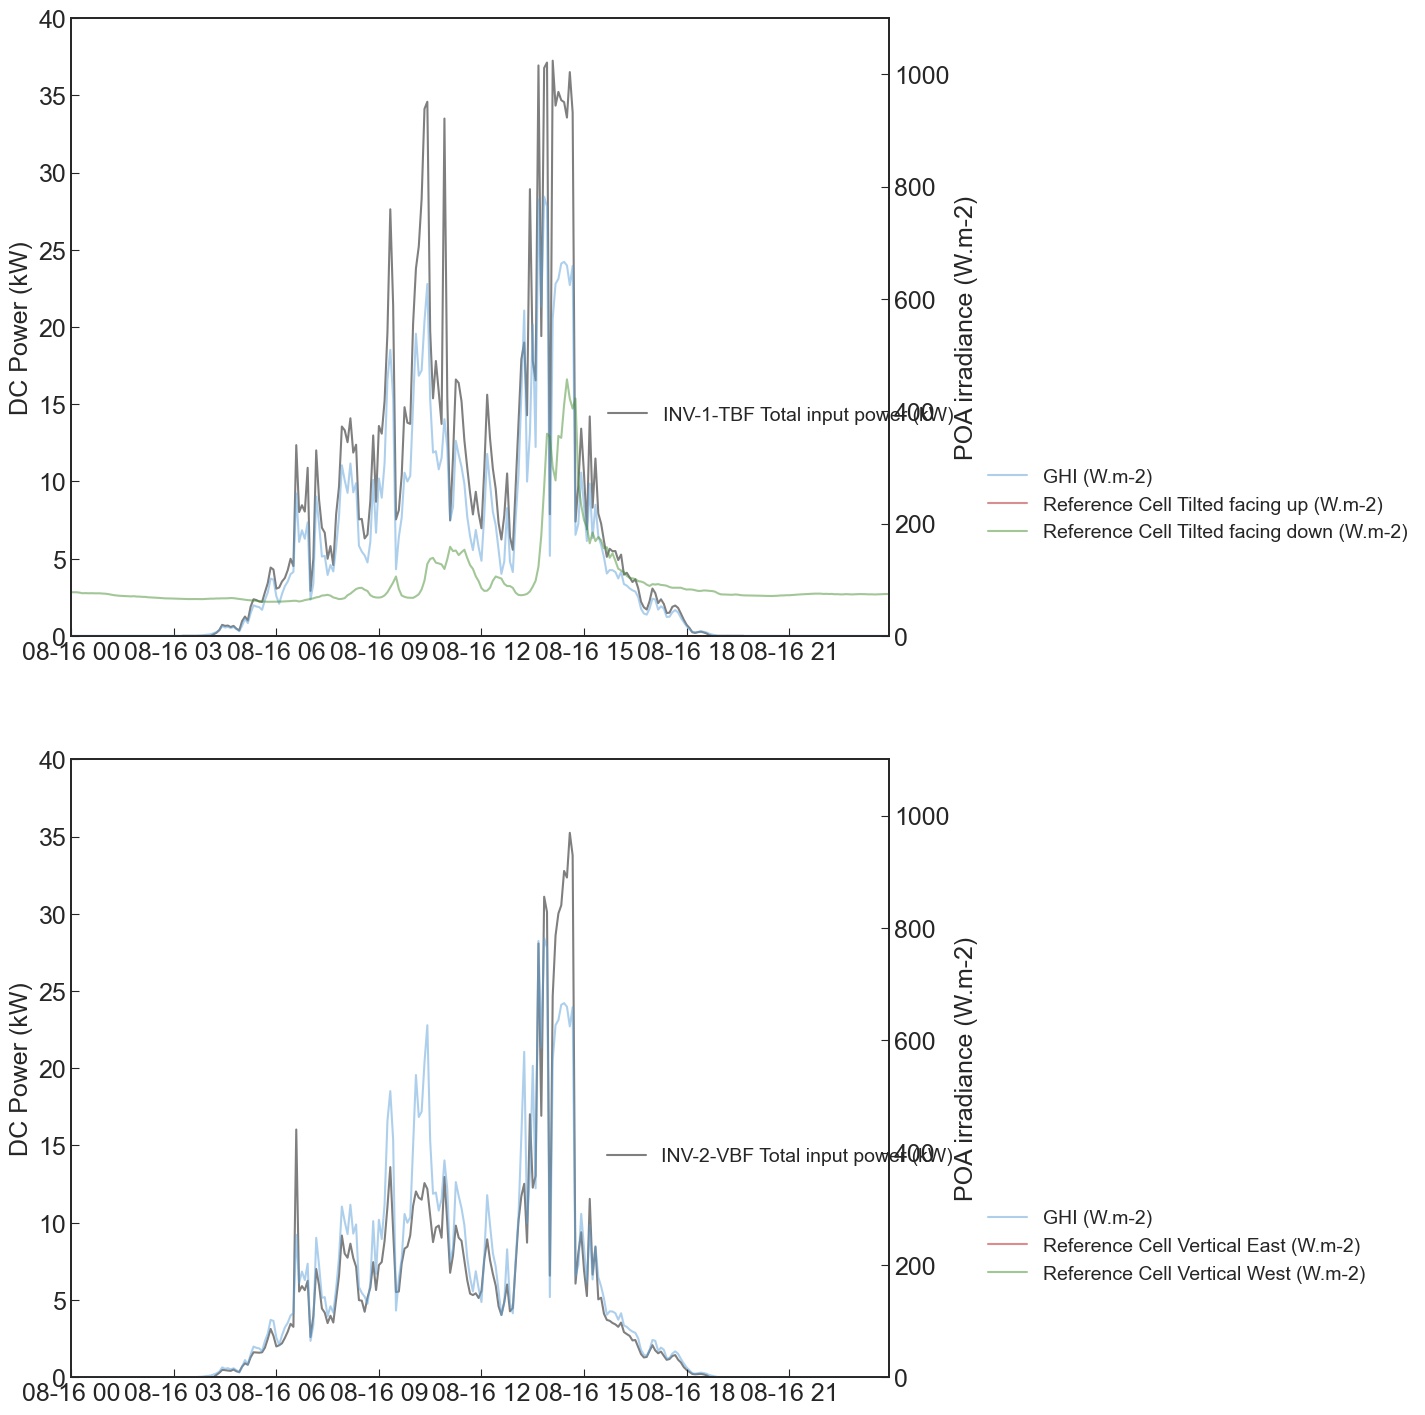 40
35
30
25
20
15
10
5
0
DC Power (kW)
1000
800
600
400
200
0
POA irradiance (W.m-2)
INV-1-TBF Total input power (kW)
GHI (W.m-2)
Reference Cell Tilted facing up (W.m-2)
Reference Cell Tilted facing down (W.m-2)
08-16 00 08-16 03 08-16 06 08-16 09 08-16 12 08-16 15 08-16 18 08-16 21
40
35
30
25
20
15
10
5
0
DC Power (kW)
1000
800
600
400
200
0
POA irradiance (W.m-2)
INV-2-VBF Total input power (kW)
GHI (W.m-2)
Reference Cell Vertical East (W.m-2)
Reference Cell Vertical West (W.m-2)
08-16 00 08-16 03 08-16 06 08-16 09 08-16 12 08-16 15 08-16 18 08-16 21